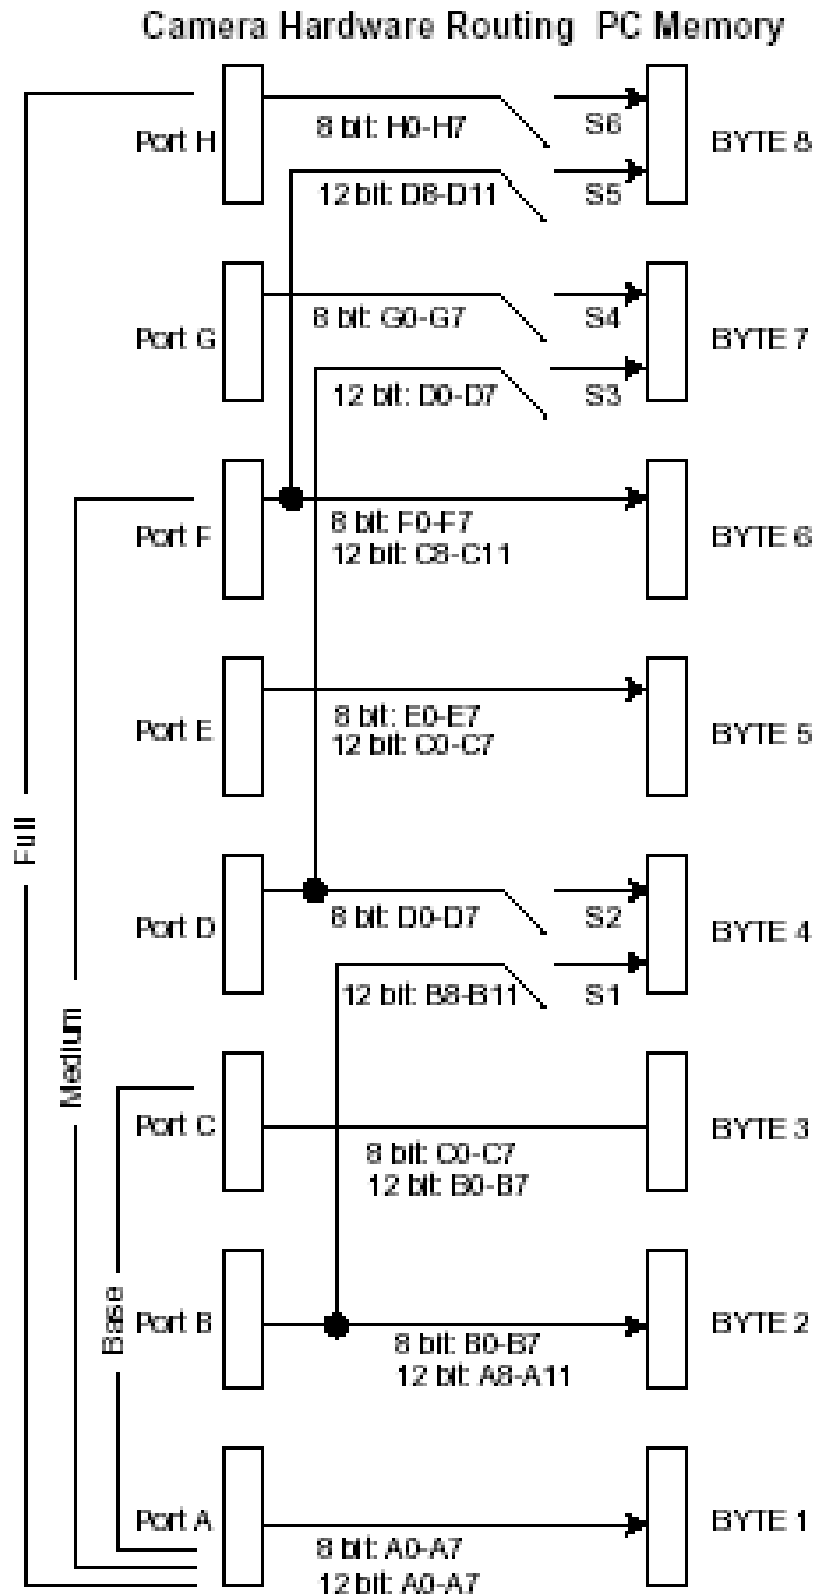 Camera Hardware Routing PC Memory
Port H
8 bit: H0-H7
S6
BYTE 8
12 bit: D8-D11
S5
Port G
8 bit: G0-G7
S4
BYTE 7
12 bit: D0-D7
S3
Port F
8 bit: F0-F7
12 bit: C8-C11
BYTE 6
Port E
8 bit: E0-E7
12 bit: C0-C7
BYTE 5
Full
Port D
8 bit: D0-D7
S2
BYTE 4
12 bit: B8-B11
S1
Medium
Port C
8 bit: C0-C7
12 bit: B0-B7
BYTE 3
Base
Port B
8 bit: B0-B7
12 bit: A8-A11
BYTE 2
Port A
8 bit: A0-A7
12 bit: A0-A7
BYTE 1